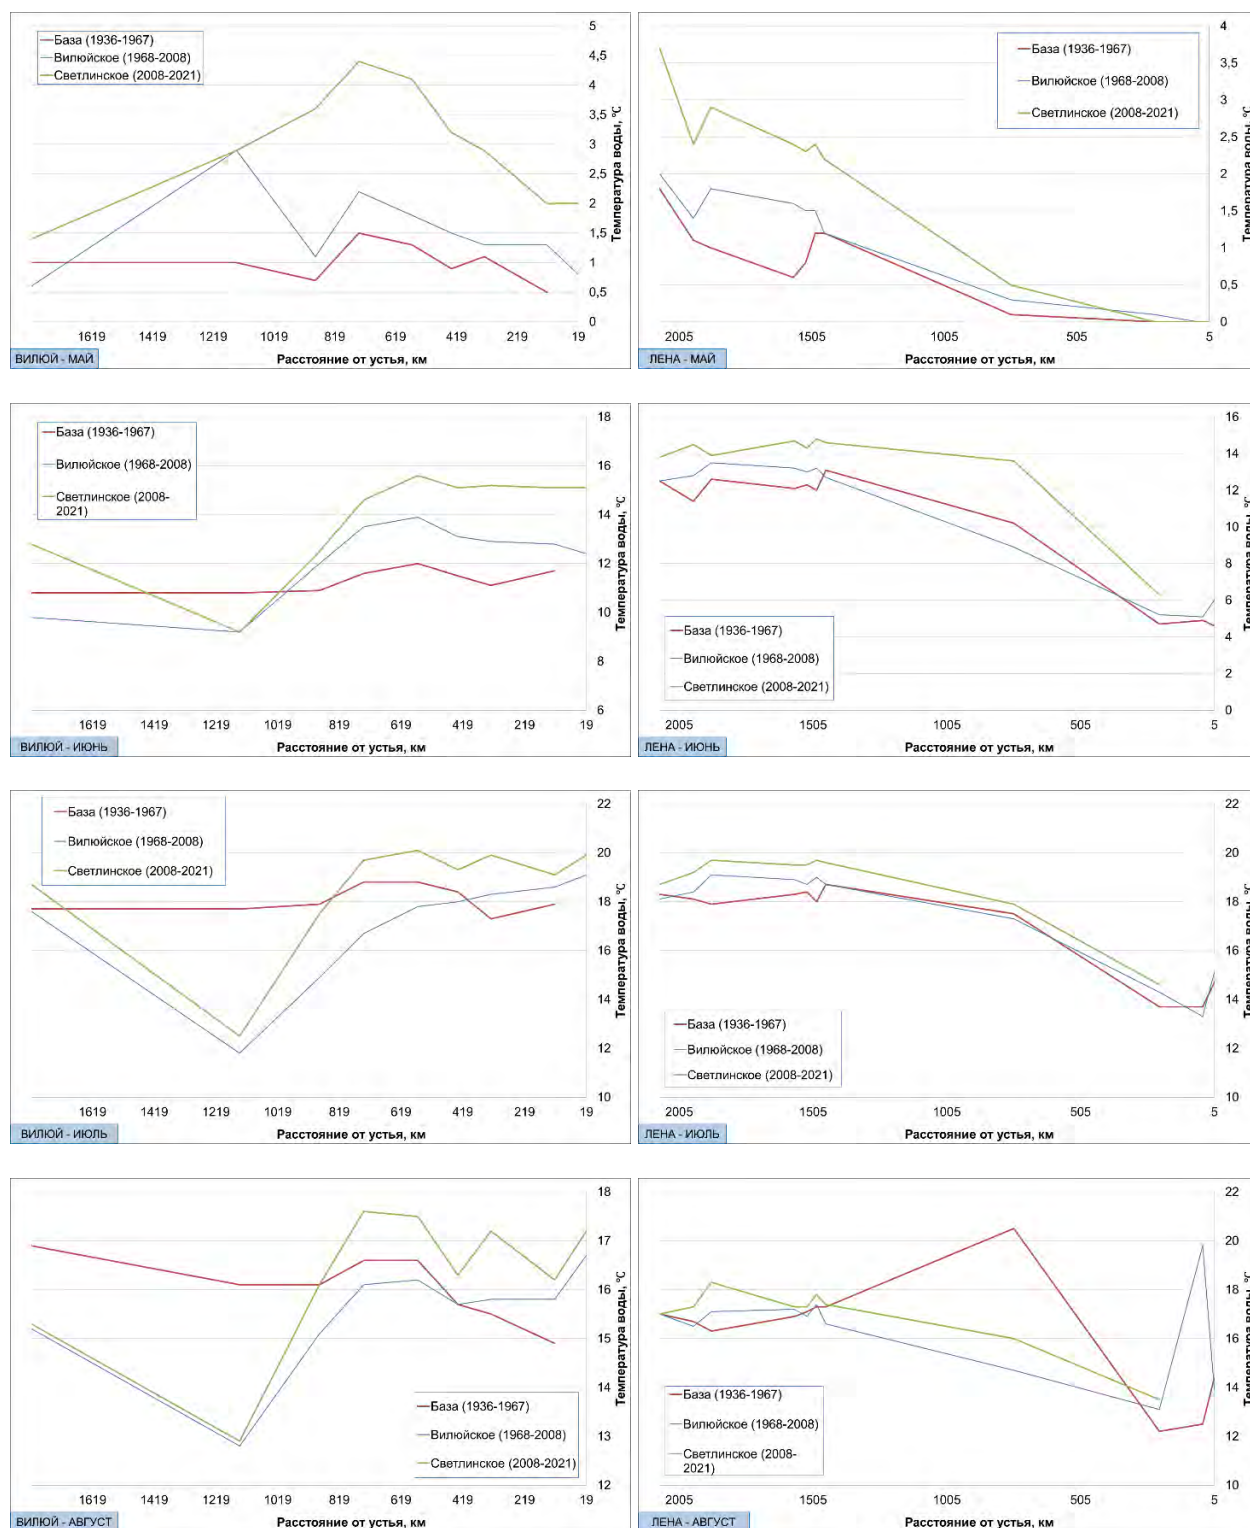 База (1936-1967)
Вилюйское (1968-2008)
Светлинское (2008-2021)
5
4,5
4
3,5
3
2,5
2
1,5
1
0,5
0
Температура воды, °С
1619 1419 1219 1019 819 619 419 219 19
Расстояние от устья, км
ВИЛЮЙ - МАЙ
База (1936-1967)
Вилюйское (1968-2008)
Светлинское (2008-2021)
4
3,5
3
2,5
2
1,5
1
0,5
0
Температура воды, °С
2005 1505 1005 505 5
Расстояние от устья, км
ЛЕНА - МАЙ
База (1936-1967)
Вилюйское (1968-2008)
Светлинское (2008-
2021)
18
16
14
12
10
8
6
Температура воды, °С
1619 1419 1219 1019 819 619 419 219 19
Расстояние от устья, км
ВИЛЮЙ - ИЮНЬ
16
14
12
10
8
6
4
2
0
Температура воды, °С
База (1936-1967)
Вилюйское (1968-2008)
Светлинское (2008-2021)
2005 1505 1005 505 5
Расстояние от устья, км
ЛЕНА - ИЮНЬ
База (1936-1967)
Вилюйское (1968-2008)
Светлинское (2008-2021)
22
20
18
16
14
12
10
Температура воды, °С
1619 1419 1219 1019 819 619 419 219 19
Расстояние от устья, км
ВИЛЮЙ - ИЮЛЬ
22
20
18
16
14
12
10
Температура воды, °С
База (1936-1967)
Вилюйское (1968-2008)
Светлинское (2008-2021)
2005 1505 1005 505 5
Расстояние от устья, км
ЛЕНА - ИЮЛЬ
18
17
16
15
14
13
12
Температура воды, °С
База (1936-1967)
Вилюйское (1968-2008)
Светлинское (2008-2021)
1619 1419 1219 1019 819 619 419 219 19
Расстояние от устья, км
ВИЛЮЙ - АВГУСТ
22
20
18
16
14
12
10
Температура воды, °С
База (1936-1967)
Вилюйское (1968-2008)
Светлинское (2008-
2021)
2005 1505 1005 505 5
Расстояние от устья, км
ЛЕНА - АВГУСТ